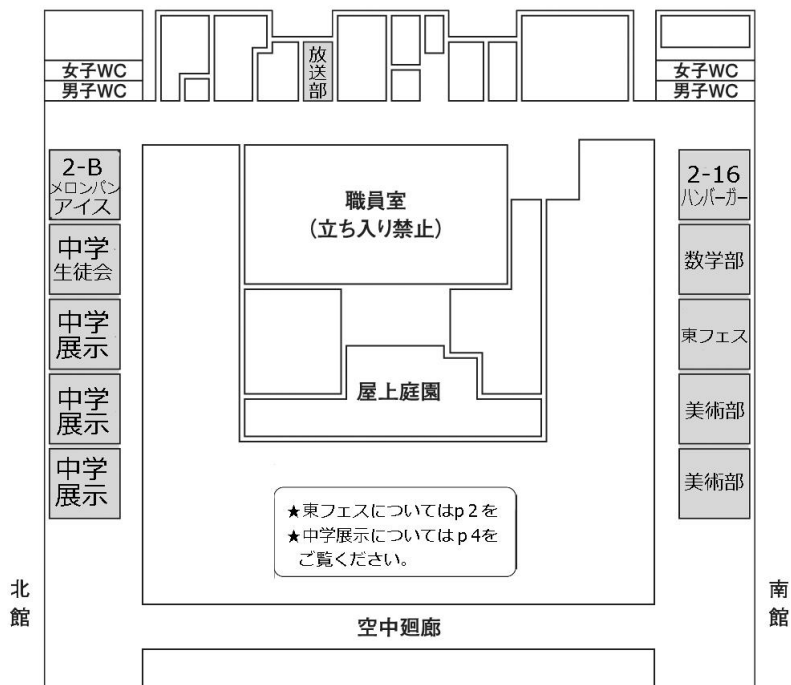 女子WC
男子WC
放送部
女子WC
男子WC
2-B
メロンパン
アイス
中学
生徒会
中学
展示
中学
展示
中学
展示
職員室
(立ち入り禁止)
屋上庭園
2-16
ハンバーガー
数学部
東フェス
美術部
美術部
★東フェスについてはp2を
★中学展示についてはp4を
ご覧ください。
北館
空中廻廊
南館